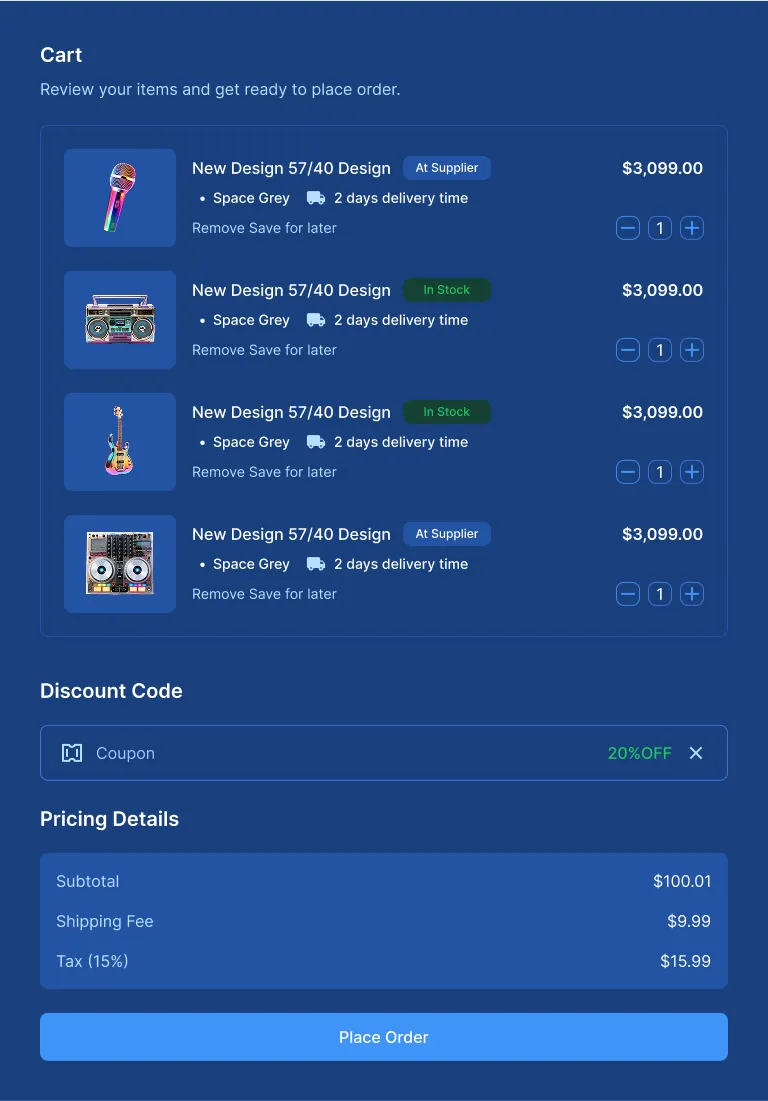 Cart
Review your items and get ready to place order.
New Design 57/40 Design At Supplier $3,099.00
• Space Grey 2 days delivery time
Remove Save for later 1
New Design 57/40 Design In Stock $3,099.00
• Space Grey 2 days delivery time
Remove Save for later 1
New Design 57/40 Design In Stock $3,099.00
• Space Grey 2 days delivery time
Remove Save for later 1
New Design 57/40 Design At Supplier $3,099.00
• Space Grey 2 days delivery time
Remove Save for later 1
Discount Code
Coupon 20%OFF
Pricing Details
Subtotal $100.01
Shipping Fee $9.99
Tax (15%) $15.99
Place Order